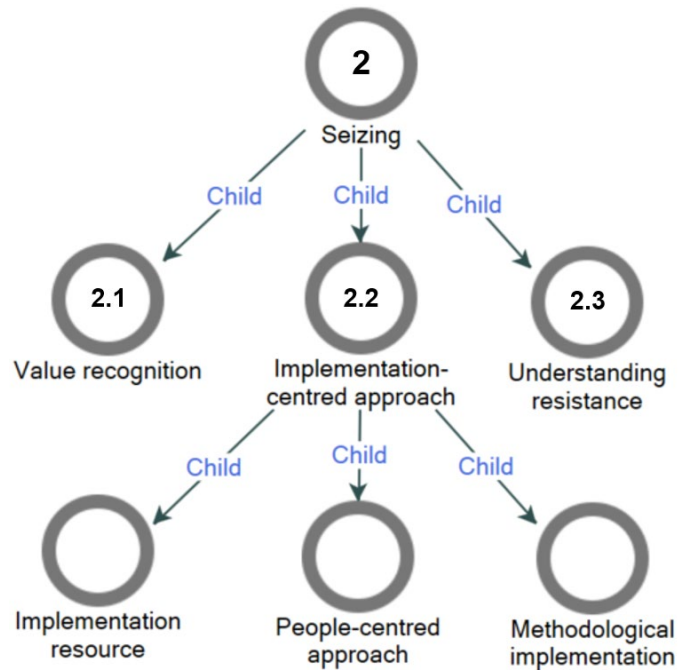 2
Seizing
Child
Child
Child
2.1
2.2
2.3
Value recognition
Implementation-
centred approach
Understanding
resistance
Child
Child
Child
Implementation
resource
People-centred
approach
Methodological
implementation